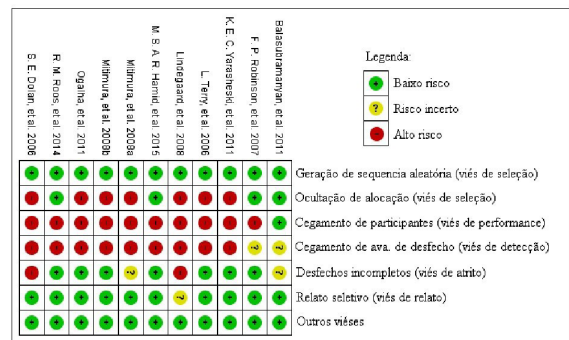 S. E. Dolan, et al. 2006
R. M. Roos, et al. 2014
Ogalha, et al. 2011
Mitimura, et al. 2008b
Mitimura, et al. 2008a
M. B. A. R. Hamid, et al. 2015
Lindegaard, et al. 2008
L. Terry, et al. 2006
K. E. C. Yarasheski, et al. 2011
F. P. Robinson, et al. 2007
Balasubramanyan, et al. 2011
Legenda:
+ Baixo risco
? Risco incerto
- Alto risco
Geração de sequencia aleatória (viés de seleção)
Ocultação de alocação (viés de seleção)
Cegamento de participantes (viés de performance)
Cegamento de ava. de desfecho (viés de detecção)
Desfechos incompletos (viés de atrito)
Relato seletivo (viés de relato)
Outros viéses